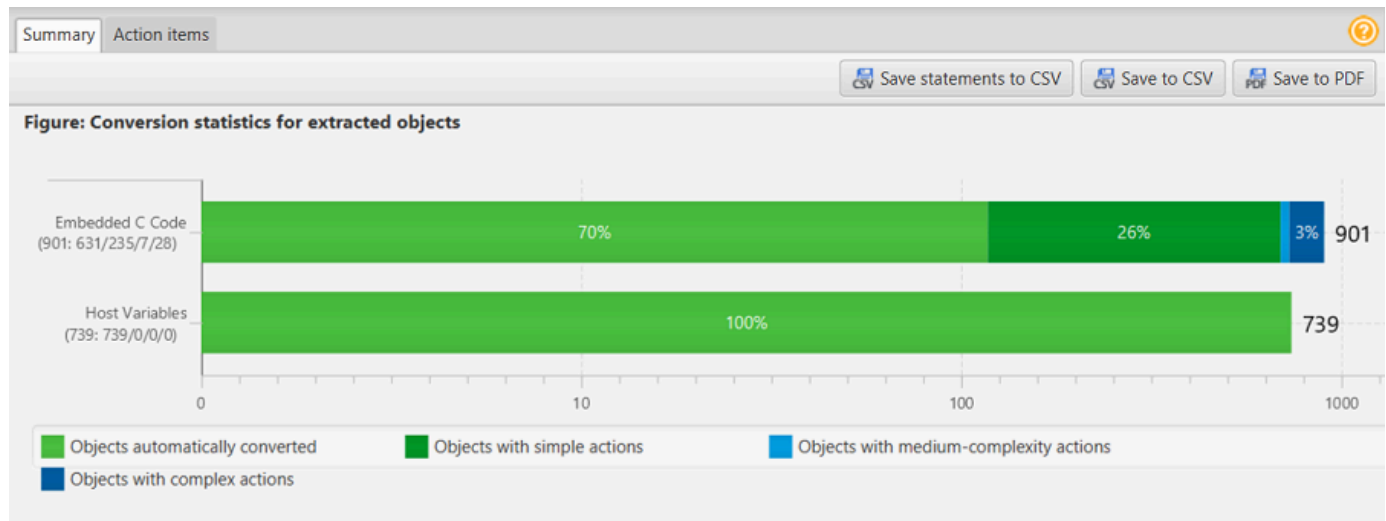 Summary Action items
CSV Save statements to CSV CSV Save to CSV PDF Save to PDF
Figure: Conversion statistics for extracted objects
Embedded C Code
(901: 631/235/7/28)
70% 26% 3% 901
Host Variables
(739: 739/0/0/0)
100% 739
0 10 100 1000
Objects automatically converted Objects with simple actions Objects with medium-complexity actions
Objects with complex actions